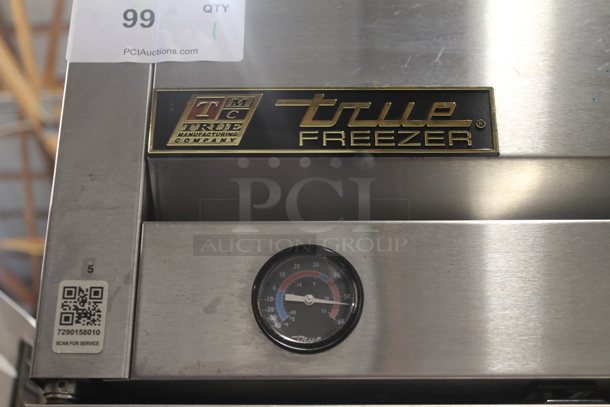 99
QTY
1
PCIAuctions.com
TMC
TRUE
MANUFACTURING
COMPANY
true®
FREEZER
PCI
AUCTION GROUP
5
7290158010
SCAN FOR SERVICE
true